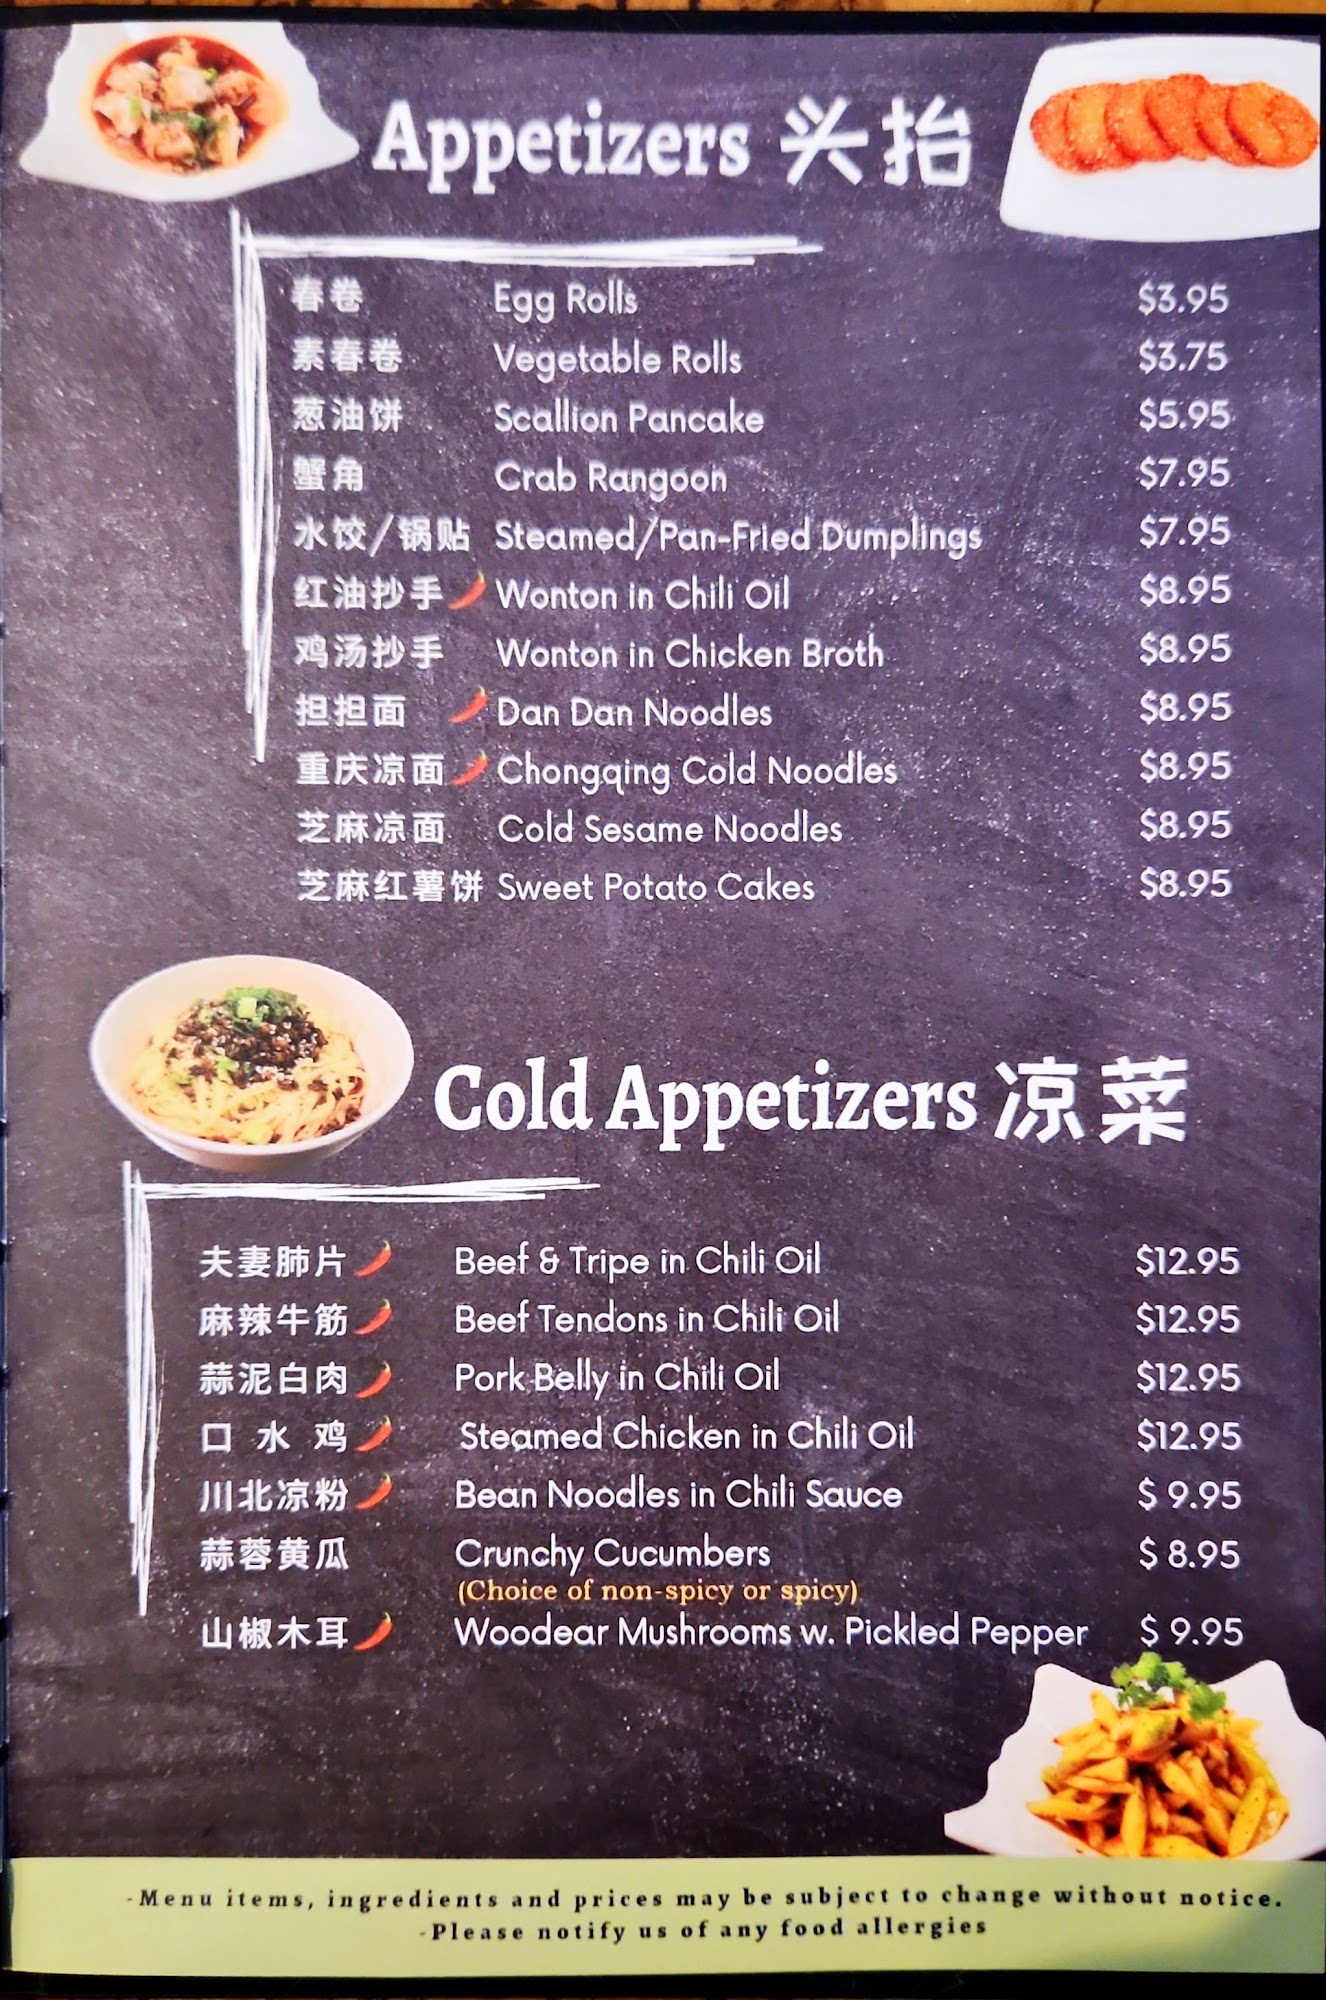 Appetizers 头抬
春卷 Egg Rolls $3.95
素春卷 Vegetable Rolls $3.75
葱油饼 Scallion Pancake $5.95
蟹角 Crab Rangoon $7.95
水饺/锅贴 Steamed/Pan-Fried Dumplings $7.95
红油抄手 Wonton in Chili Oil $8.95
鸡汤抄手 Wonton in Chicken Broth $8.95
担担面 Dan Dan Noodles $8.95
重庆凉面 Chongqing Cold Noodles $8.95
芝麻凉面 Cold Sesame Noodles $8.95
芝麻红薯饼 Sweet Potato Cakes $8.95
Cold Appetizers 凉菜
夫妻肺片 Beef & Tripe in Chili Oil $12.95
麻辣牛筋 Beef Tendons in Chili Oil $12.95
蒜泥白肉 Pork Belly in Chili Oil $12.95
口水鸡 Steamed Chicken in Chili Oil $12.95
川北凉粉 Bean Noodles in Chili Sauce $ 9.95
蒜蓉黄瓜 Crunchy Cucumbers $ 8.95
(Choice of non-spicy or spicy)
山椒木耳 Woodear Mushrooms w. Pickled Pepper $ 9.95
-Menu items, ingredients and prices may be subject to change without notice.
-Please notify us of any food allergies